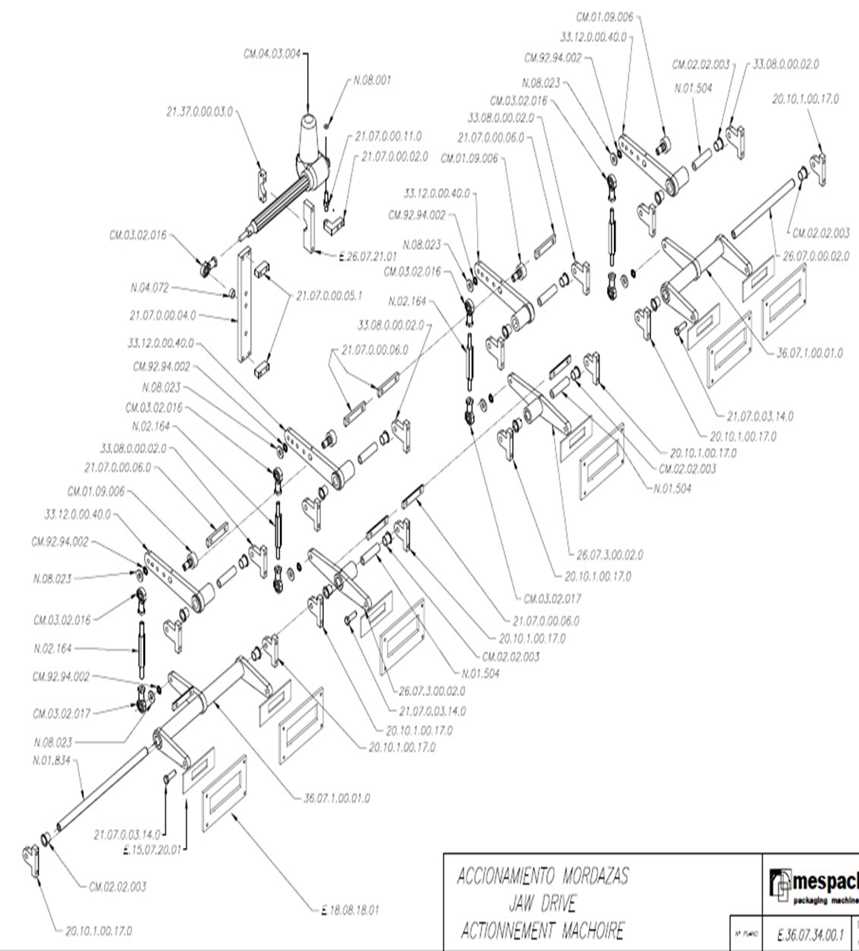 CM.01.09.006
33.12.0.00.40.0
CM.92.94.002
N.08.023
CM.03.02.016
33.08.0.00.02.0
21.07.0.00.06.0
CM.01.09.006
CM.02.02.003
N.01.504
33.08.0.00.02.0
20.10.1.00.17.0
CM.04.03.004
N.08.001
21.37.0.00.03.0
21.07.0.00.11.0
21.07.0.00.02.0
33.12.0.00.40.0
CM.92.94.002
N.08.023
CM.03.02.016
N.02.164
CM.03.02.016
E.26.07.21.01
CM.02.02.003
26.07.0.00.02.0
N.04.072
21.07.0.00.04.0
21.07.0.00.05.1
33.08.0.00.02.0
21.07.0.00.06.0
33.12.0.00.40.0
CM.92.94.002
N.08.023
CM.03.02.016
N.02.164
33.08.0.00.02.0
21.07.0.00.06.0
CM.01.09.006
33.12.0.00.40.0
CM.92.94.002
N.08.023
CM.03.02.016
N.02.164
CM.92.94.002
CM.03.02.017
N.08.023
N.01.834
36.07.1.00.01.0
21.07.0.03.14.0
20.10.1.00.17.0
20.10.1.00.17.0
CM.02.02.003
N.01.504
26.07.3.00.02.0
20.10.1.00.17.0
CM.03.02.017
21.07.0.00.06.0
20.10.1.00.17.0
CM.02.02.003
N.01.504
26.07.3.00.02.0
21.07.0.03.14.0
20.10.1.00.17.0
20.10.1.00.17.0
36.07.1.00.01.0
21.07.0.03.14.0
E.15.07.20.01
CM.02.02.003
E.18.08.18.01
20.10.1.00.17.0
ACCIONAMIENTO MORDAZAS
JAW DRIVE
ACTIONNEMENT MACHOIRE
mespack
packaging machine
Nº PLANO
E.36.07.34.00.1